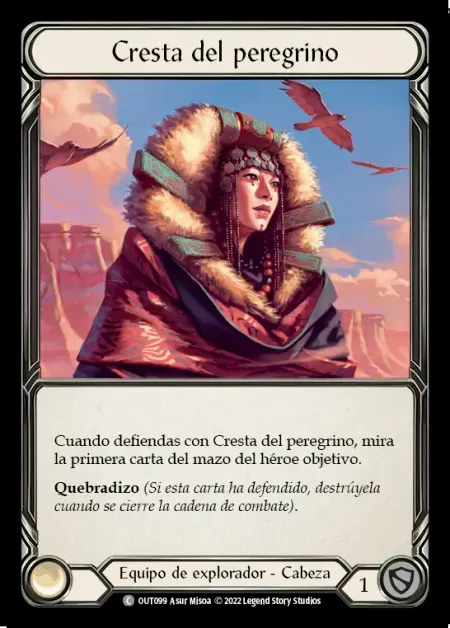 Cresta del peregrino
Cuando defiendas con Cresta del peregrino, mira
la primera carta del mazo del héroe objetivo.
Quebradizo (Si esta carta ha defendido, destrúyela
cuando se cierre la cadena de combate).
Equipo de explorador - Cabeza
1
C OUT099 Asur Misoa © 2022 Legend Story Studios